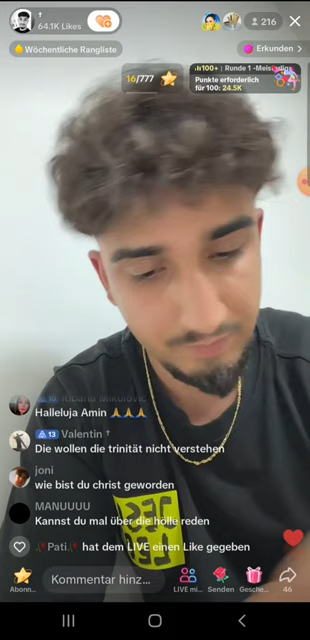 †
64.1K Likes
216
Wöchentliche Rangliste
Erkunden >
16/777
100+ | Runde 1 -Meisterliga
Punkte erforderlich
für 100: 24.5K
Halleluja Amin 🙏🙏🙏
13 Valentin †
Die wollen die trinität nicht verstehen
joni
wie bist du christ geworden
MANUUUU
Kannst du mal über die hölle reden
Pati hat dem LIVE einen Like gegeben
Abonn...
Kommentar hinz...
LIVE mi...
Senden
Gesche...
46